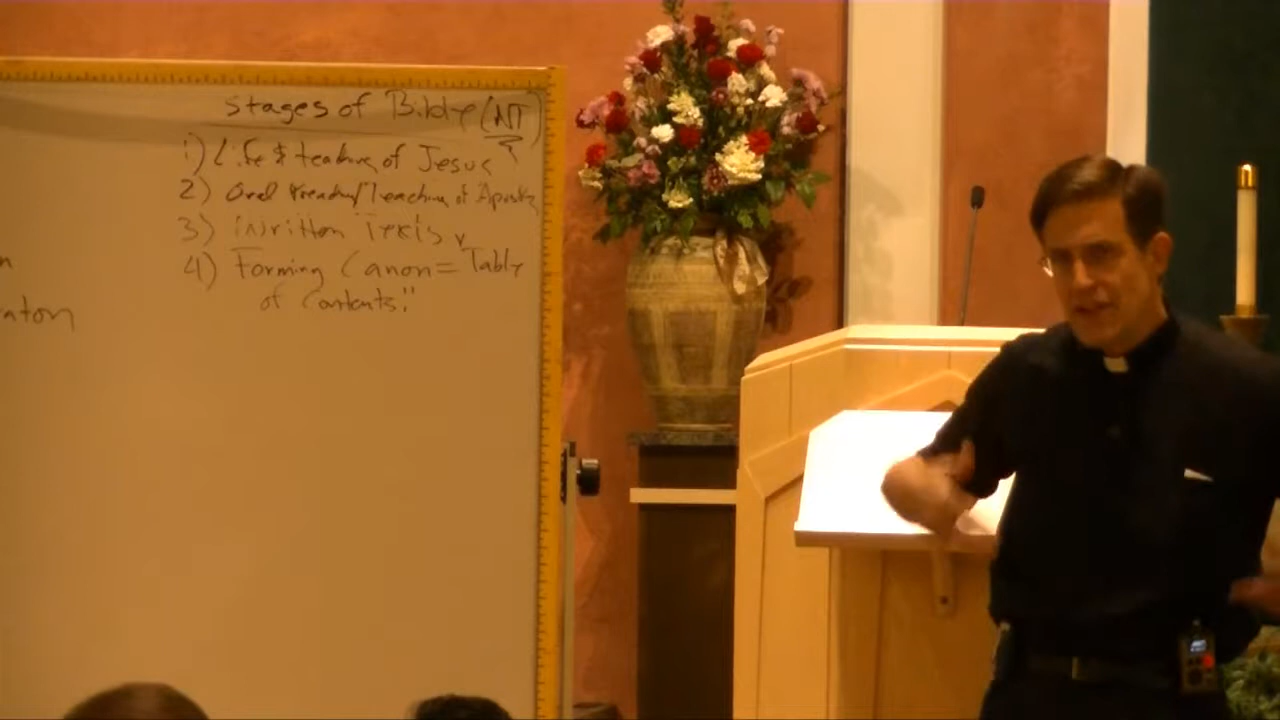 Stages of Bible (NT)
1) Life & teaching of Jesus
2) Oral Preachy/Teaching of Apostles
3) Written Texts
4) Forming Canon = Table
of Contents"